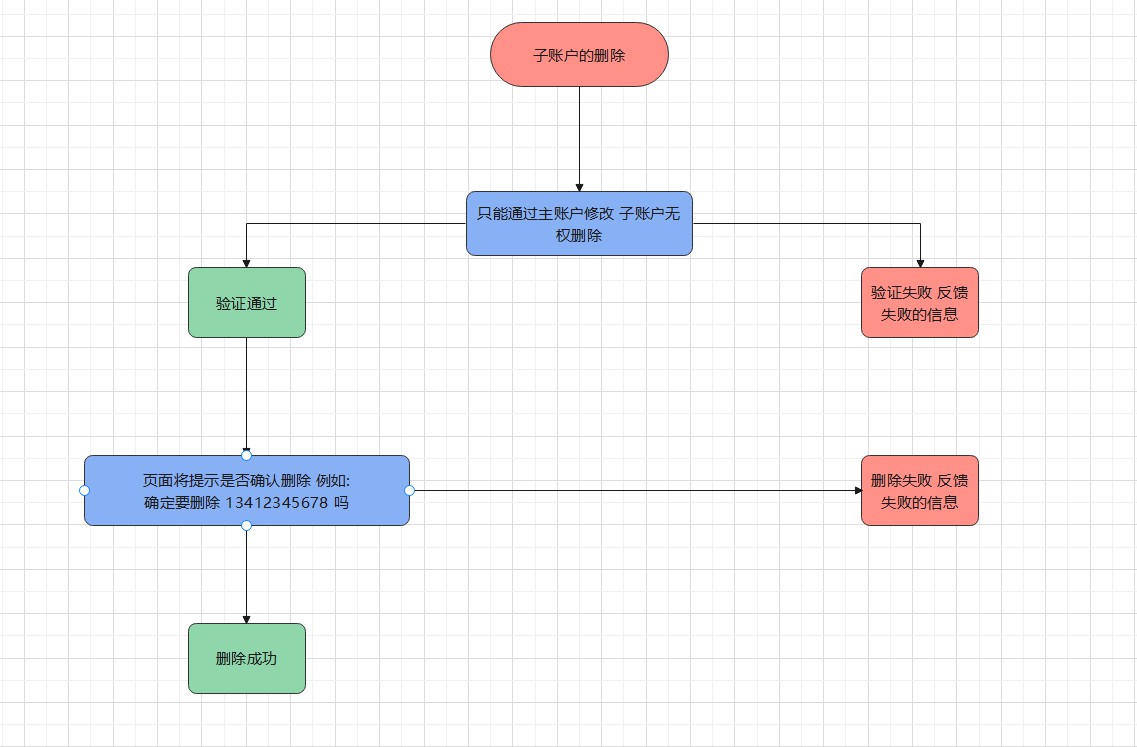 子账户的删除
只能通过主账户修改 子账户无
权删除
验证通过
验证失败 反馈
失败的信息
页面将提示是否确认删除 例如:
确定要删除 13412345678 吗
删除失败 反馈
失败的信息
删除成功